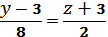 y − 3 / 8 = z + 3 / 2